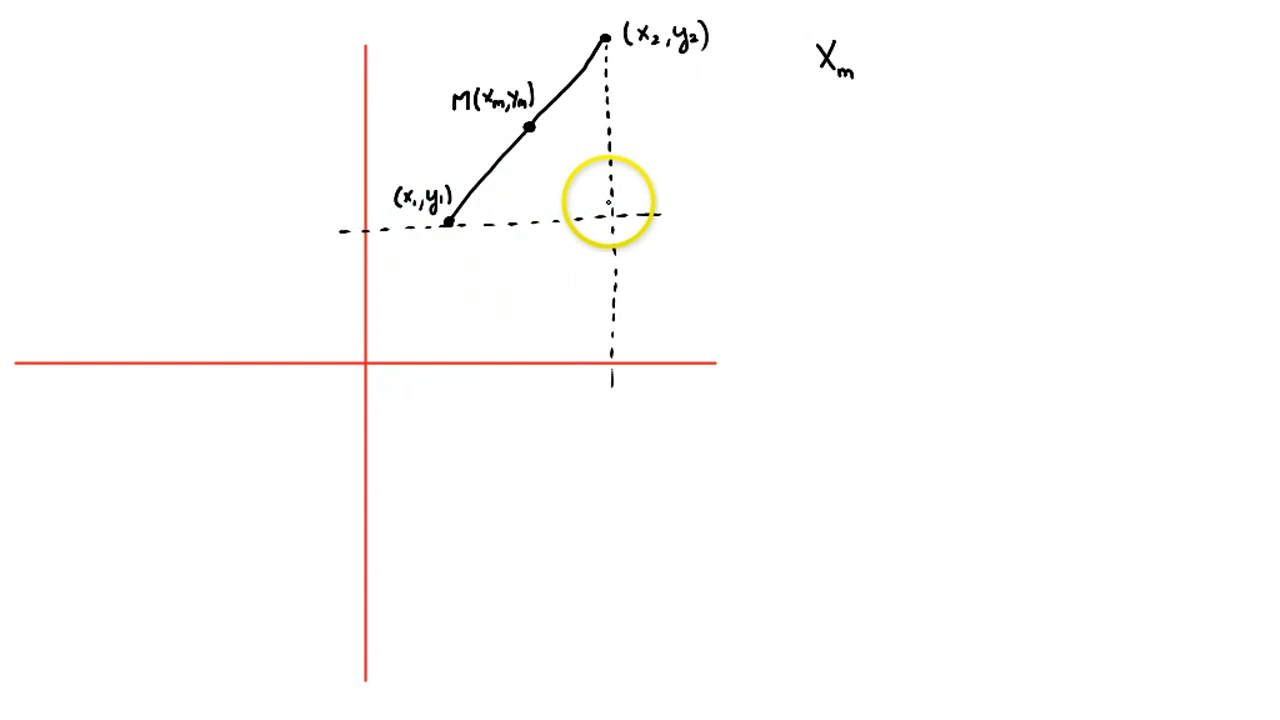 (x₂,y₂)
Xₘ
M(xₘ,yₘ)
(x₁,y₁)